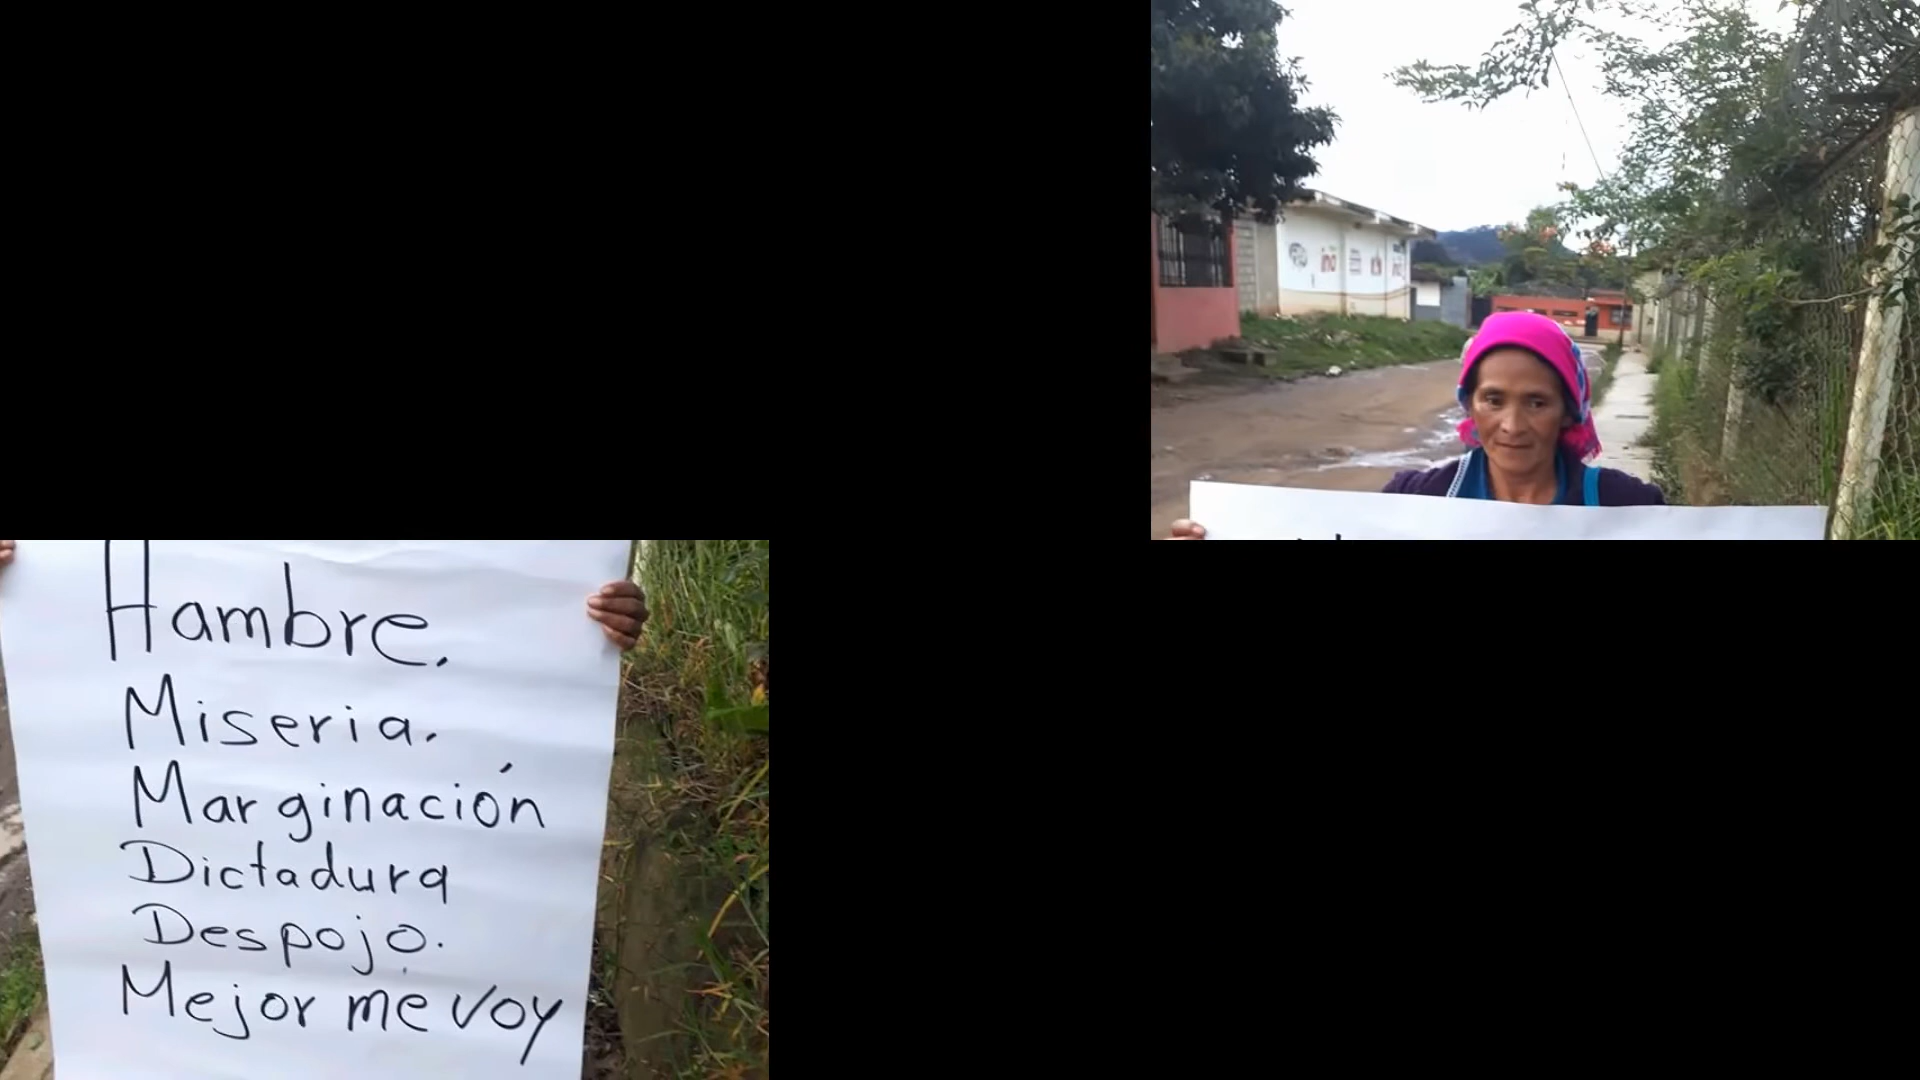 Hambre.
Miseria.
Marginación
Dictadura
Despojo.
Mejor me voy